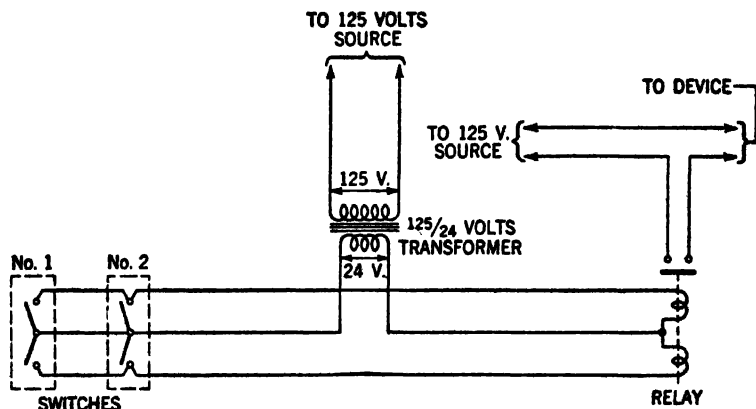 TO 125 VOLTS
SOURCE
TO DEVICE
TO 125 V.
SOURCE
125 V.
125/24 VOLTS
TRANSFORMER
24 V.
No. 1
No. 2
SWITCHES
RELAY